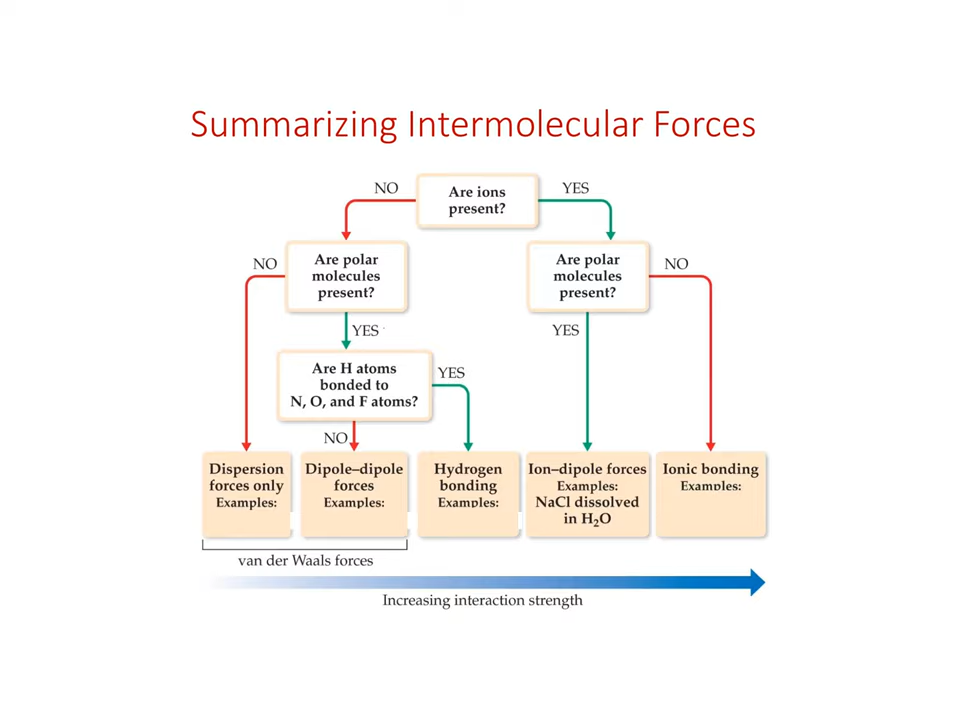 Summarizing Intermolecular Forces
NO
Are ions
present?
YES
NO
Are polar
molecules
present?
Are polar
molecules
present?
NO
YES
YES
Are H atoms
bonded to
N, O, and F atoms?
YES
NO
Dispersion
forces only
Examples:
Dipole–dipole
forces
Examples:
Hydrogen
bonding
Examples:
Ion–dipole forces
Examples:
NaCl dissolved
in H₂O
Ionic bonding
Examples:
van der Waals forces
Increasing interaction strength